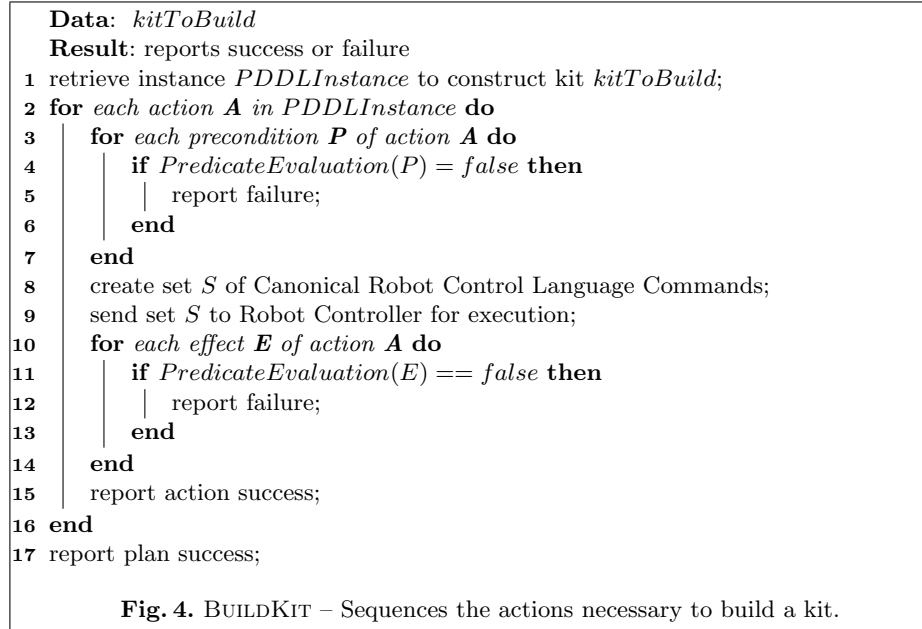 Data: kitToBuild
Result: reports success or failure
1 retrieve instance PDDLInstance to construct kit kitToBuild;
2 for each action A in PDDLInstance do
3 for each precondition P of action A do
4 if PredicateEvaluation(P) = false then
5 report failure;
6 end
7 end
8 create set S of Canonical Robot Control Language Commands;
9 send set S to Robot Controller for execution;
10 for each effect E of action A do
11 if PredicateEvaluation(E) == false then
12 report failure;
13 end
14 end
15 report action success;
16 end
17 report plan success;
Fig. 4. BUILDKIT – Sequences the actions necessary to build a kit.